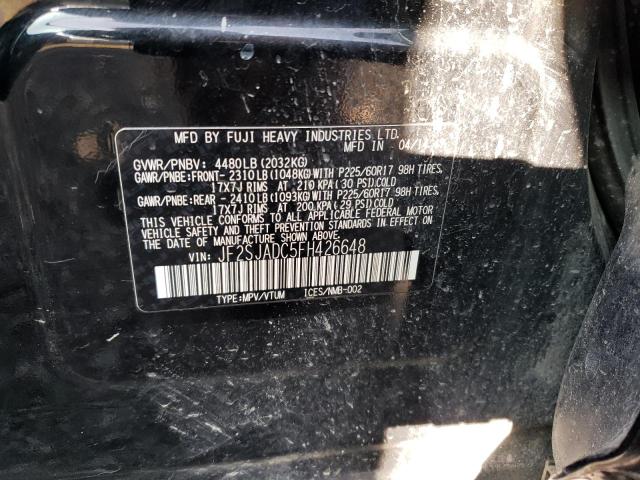 MFD BY FUJI HEAVY INDUSTRIES LTD.
MFD IN 04/
GVWR/PNBV: 4480LB (2032KG)
GAWR/PNBE:FRONT- 2310LB(1048KG)WITH P225/60R17 98H TIRES,
17X7J RIMS AT 210 KPA(30 PSI)COLD
GAWR/PNBE:REAR - 2410LB(1093KG)WITH P225/60R17 98H TIRES,
17X7J RIMS AT 200 KPA(29 PSI)COLD
THIS VEHICLE CONFORMS TO ALL APPLICABLE FEDERAL MOTOR
VEHICLE SAFETY AND THEFT PREVENTION STANDARDS IN EFFECT ON
THE DATE OF MANUFACTURE SHOWN ABOVE.
VIN: JF2SJADC5FH426648
TYPE:MPV/VTUM ICES/NMB-002